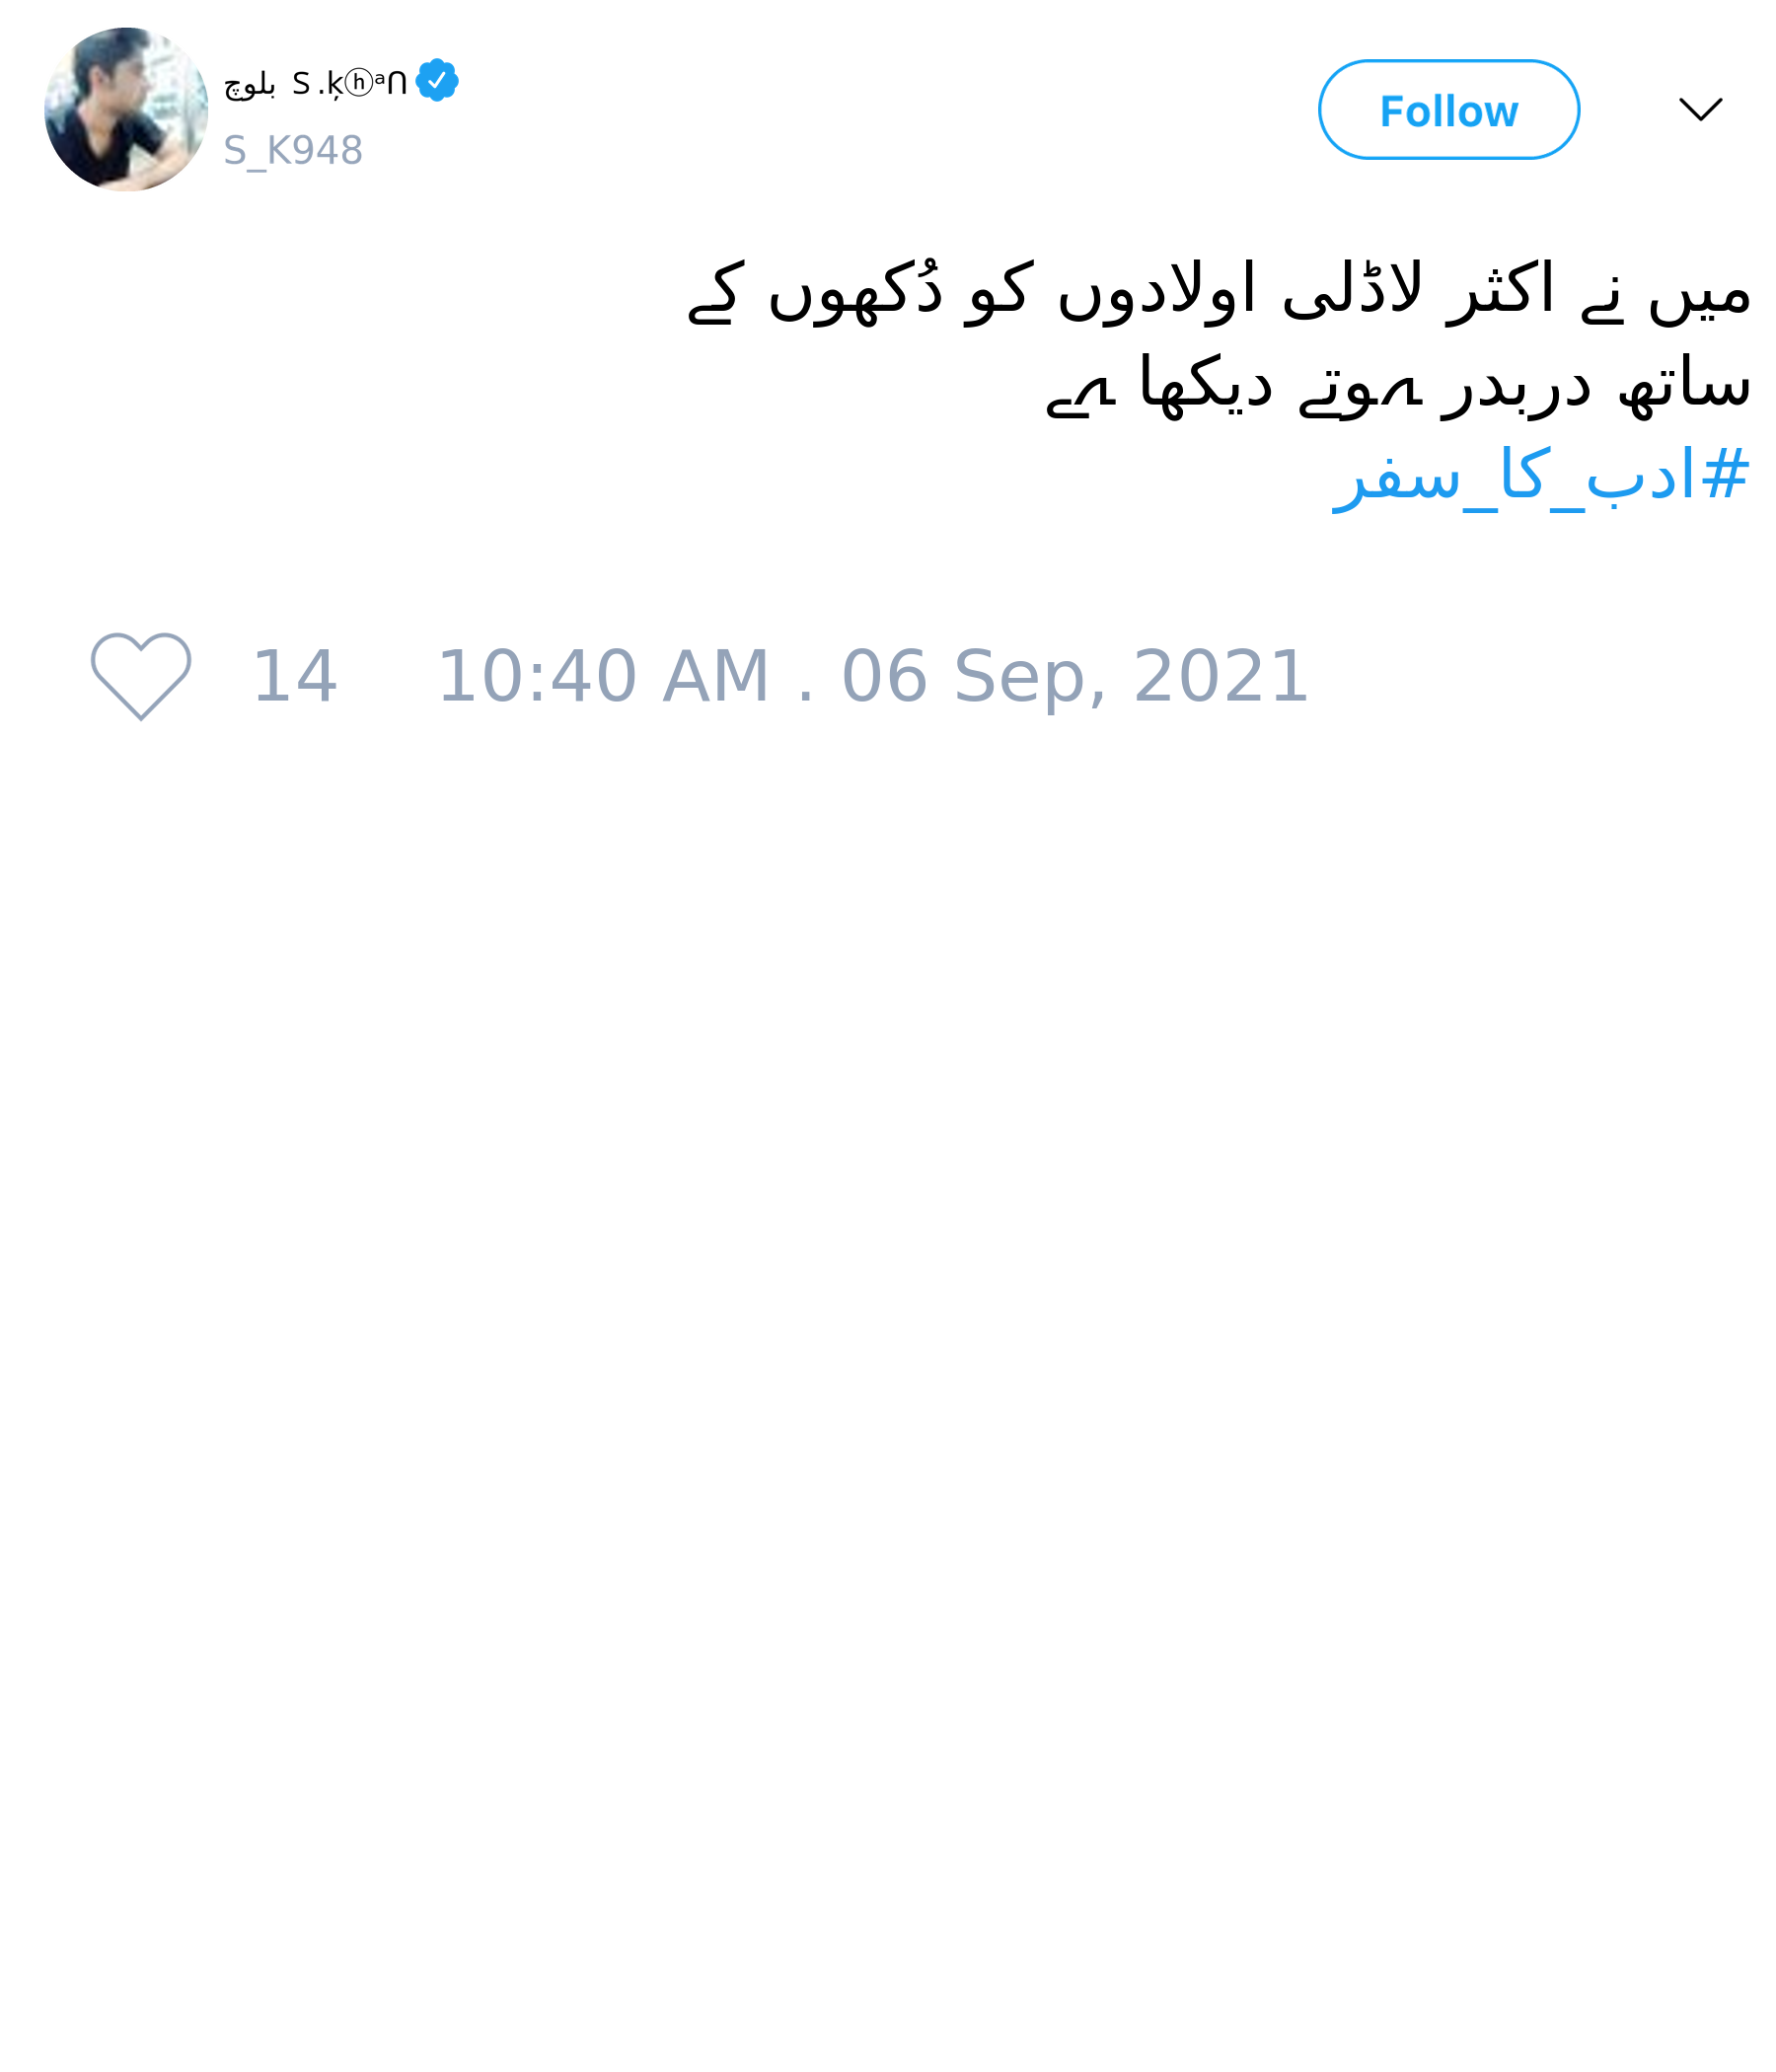 بلوچ S .ķⓗᵃᑎ
S_K948
Follow
میں نے اکثر لاڈلی اولادوں کو دُکھوں کے
ساتھ دربدر ہوتے دیکھا ہے
#ادب_کا_سفر
14 10:40 AM . 06 Sep, 2021